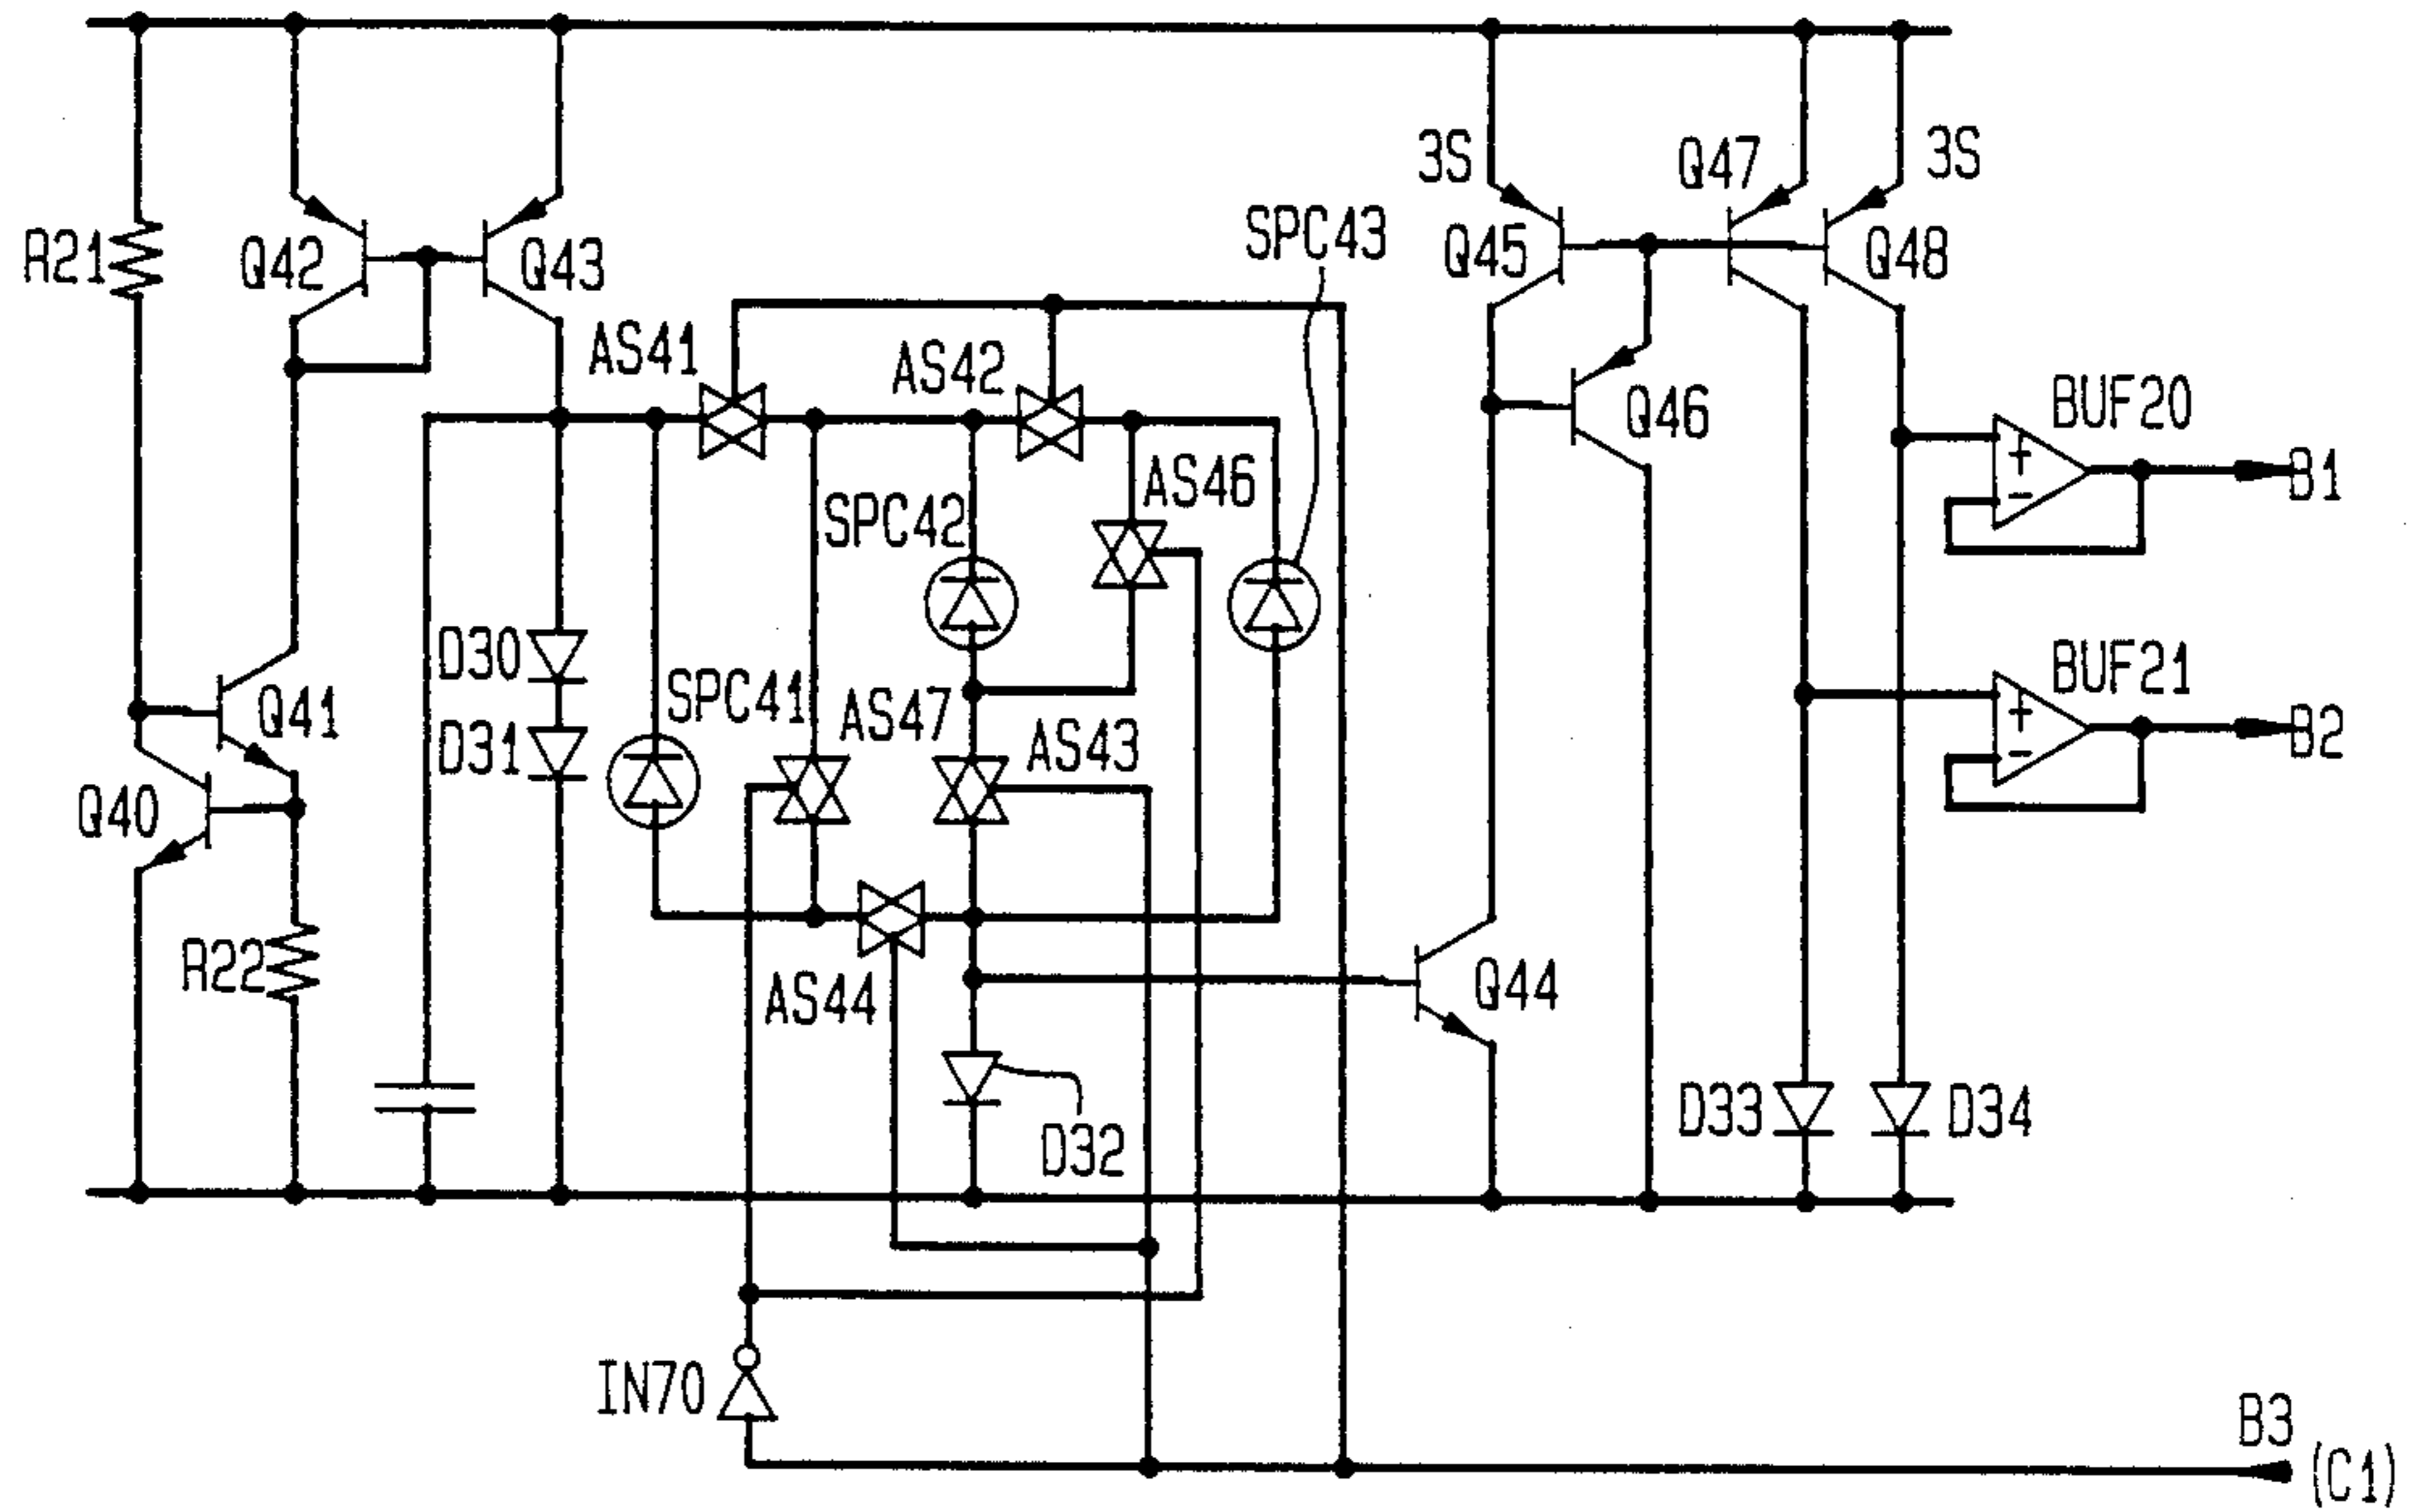 3S
Q47
3S
R21
Q42
Q43
SPC43
Q45
Q48
AS41
AS42
Q46
BUF20
AS46
B1
SPC42
D30
SPC41
AS47
Q41
AS43
BUF21
D31
B2
Q40
R22
AS44
Q44
D32
D33
D34
IN70
B3
(C1)